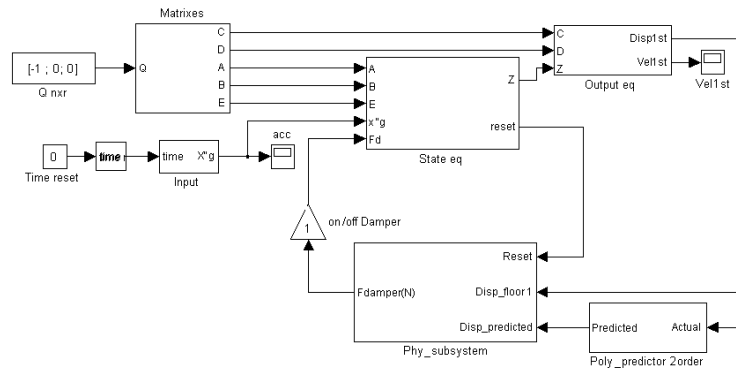 Matrixes
[-1 ; 0; 0]
Q nxr
Q
C
D
A
B
E
C
D
Z
Disp1st
Vel1st
Output eq
Vel1st
A
B
E
x"g
Fd
Z
reset
State eq
0
Time reset
time
time
X"g
Input
acc
1
on/off Damper
Reset
Fdamper(N)
Disp_floor1
Disp_predicted
Phy_subsystem
Predicted
Actual
Poly_predictor 2order